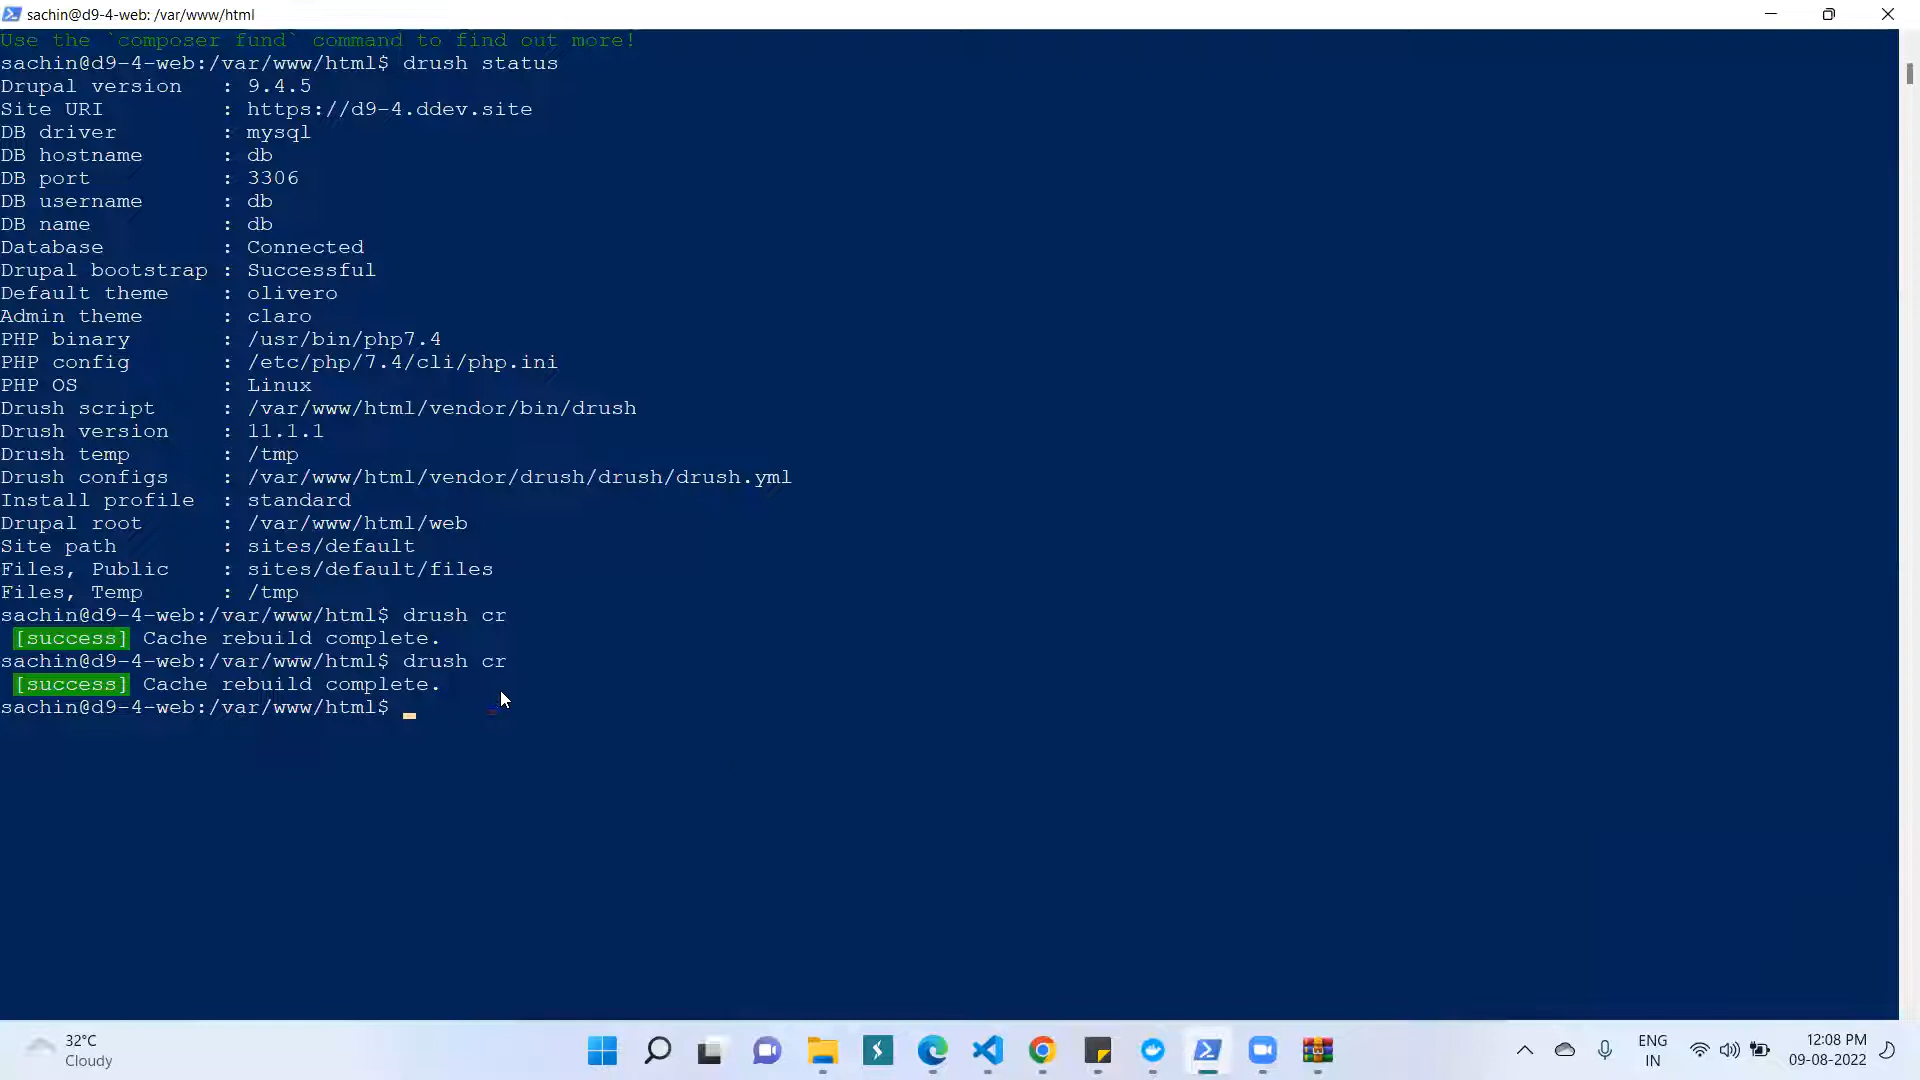 sachin@d9-4-web: /var/www/html
Use the `composer fund` command to find out more!
sachin@d9-4-web:/var/www/html$ drush status
Drupal version   : 9.4.5
Site URI         : https://d9-4.ddev.site
DB driver        : mysql
DB hostname      : db
DB port          : 3306
DB username      : db
DB name          : db
Database         : Connected
Drupal bootstrap : Successful
Default theme    : olivero
Admin theme      : claro
PHP binary       : /usr/bin/php7.4
PHP config       : /etc/php/7.4/cli/php.ini
PHP OS           : Linux
Drush script     : /var/www/html/vendor/bin/drush
Drush version    : 11.1.1
Drush temp       : /tmp
Drush configs    : /var/www/html/vendor/drush/drush/drush.yml
Install profile  : standard
Drupal root      : /var/www/html/web
Site path        : sites/default
Files, Public    : sites/default/files
Files, Temp      : /tmp
sachin@d9-4-web:/var/www/html$ drush cr
[success] Cache rebuild complete.
sachin@d9-4-web:/var/www/html$ drush cr
[success] Cache rebuild complete.
sachin@d9-4-web:/var/www/html$
32°C
Cloudy
ENG
IN
12:08 PM
09-08-2022